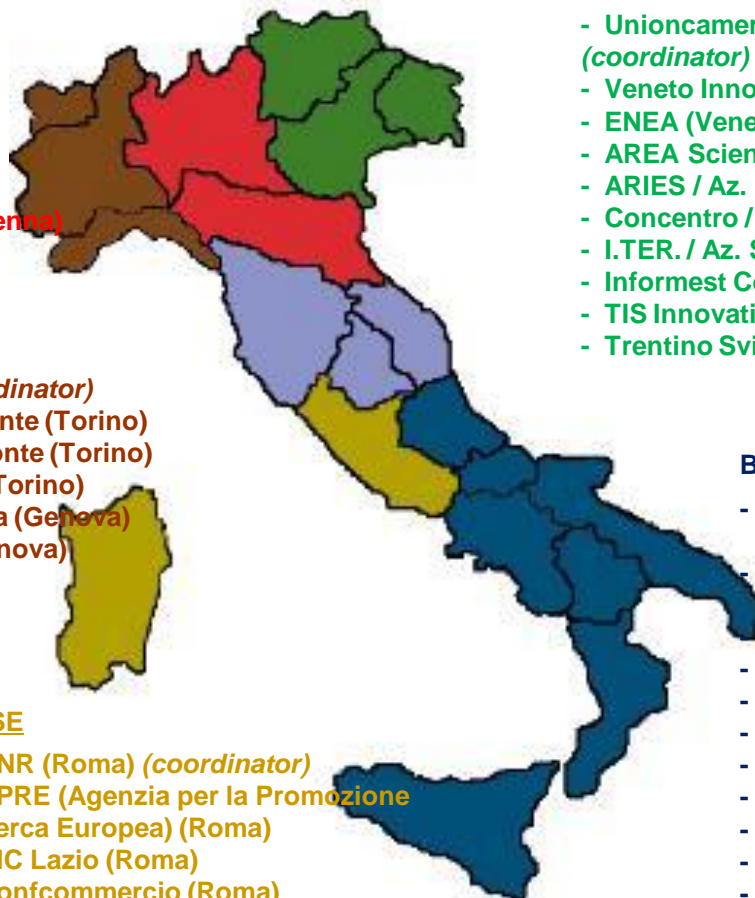 - Unioncamer
(coordinator)
- Veneto Inno
- ENEA (Vene
- AREA Scien
- ARIES / Az.
- Concentro /
- I.TER. / Az. S
- Informest C
- TIS Innovati
- Trentino Svi
enna)
dinator)
nte (Torino)
onte (Torino)
Torino)
a (Genova)
nova)
B
-
-
-
-
-
-
-
-
-
-
SE
NR (Roma) (coordinator)
PRE (Agenzia per la Promozione
erca Europea) (Roma)
IC Lazio (Roma)
onfcommercio (Roma)